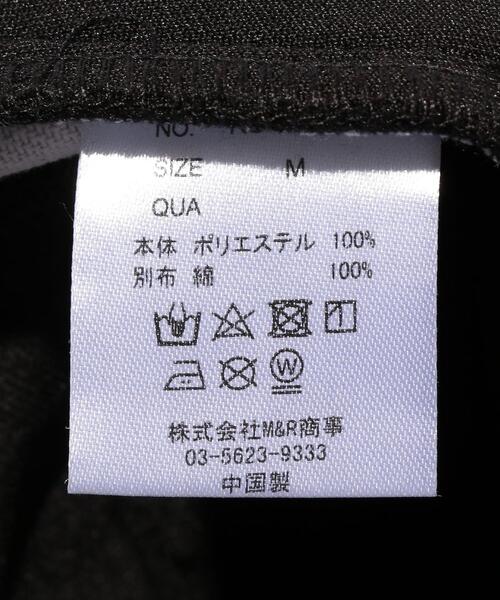 NO.
SIZE M
QUA
本体 ポリエステル 100%
別布 綿 100%
W
株式会社M&R商事
03-5623-9333
中国製